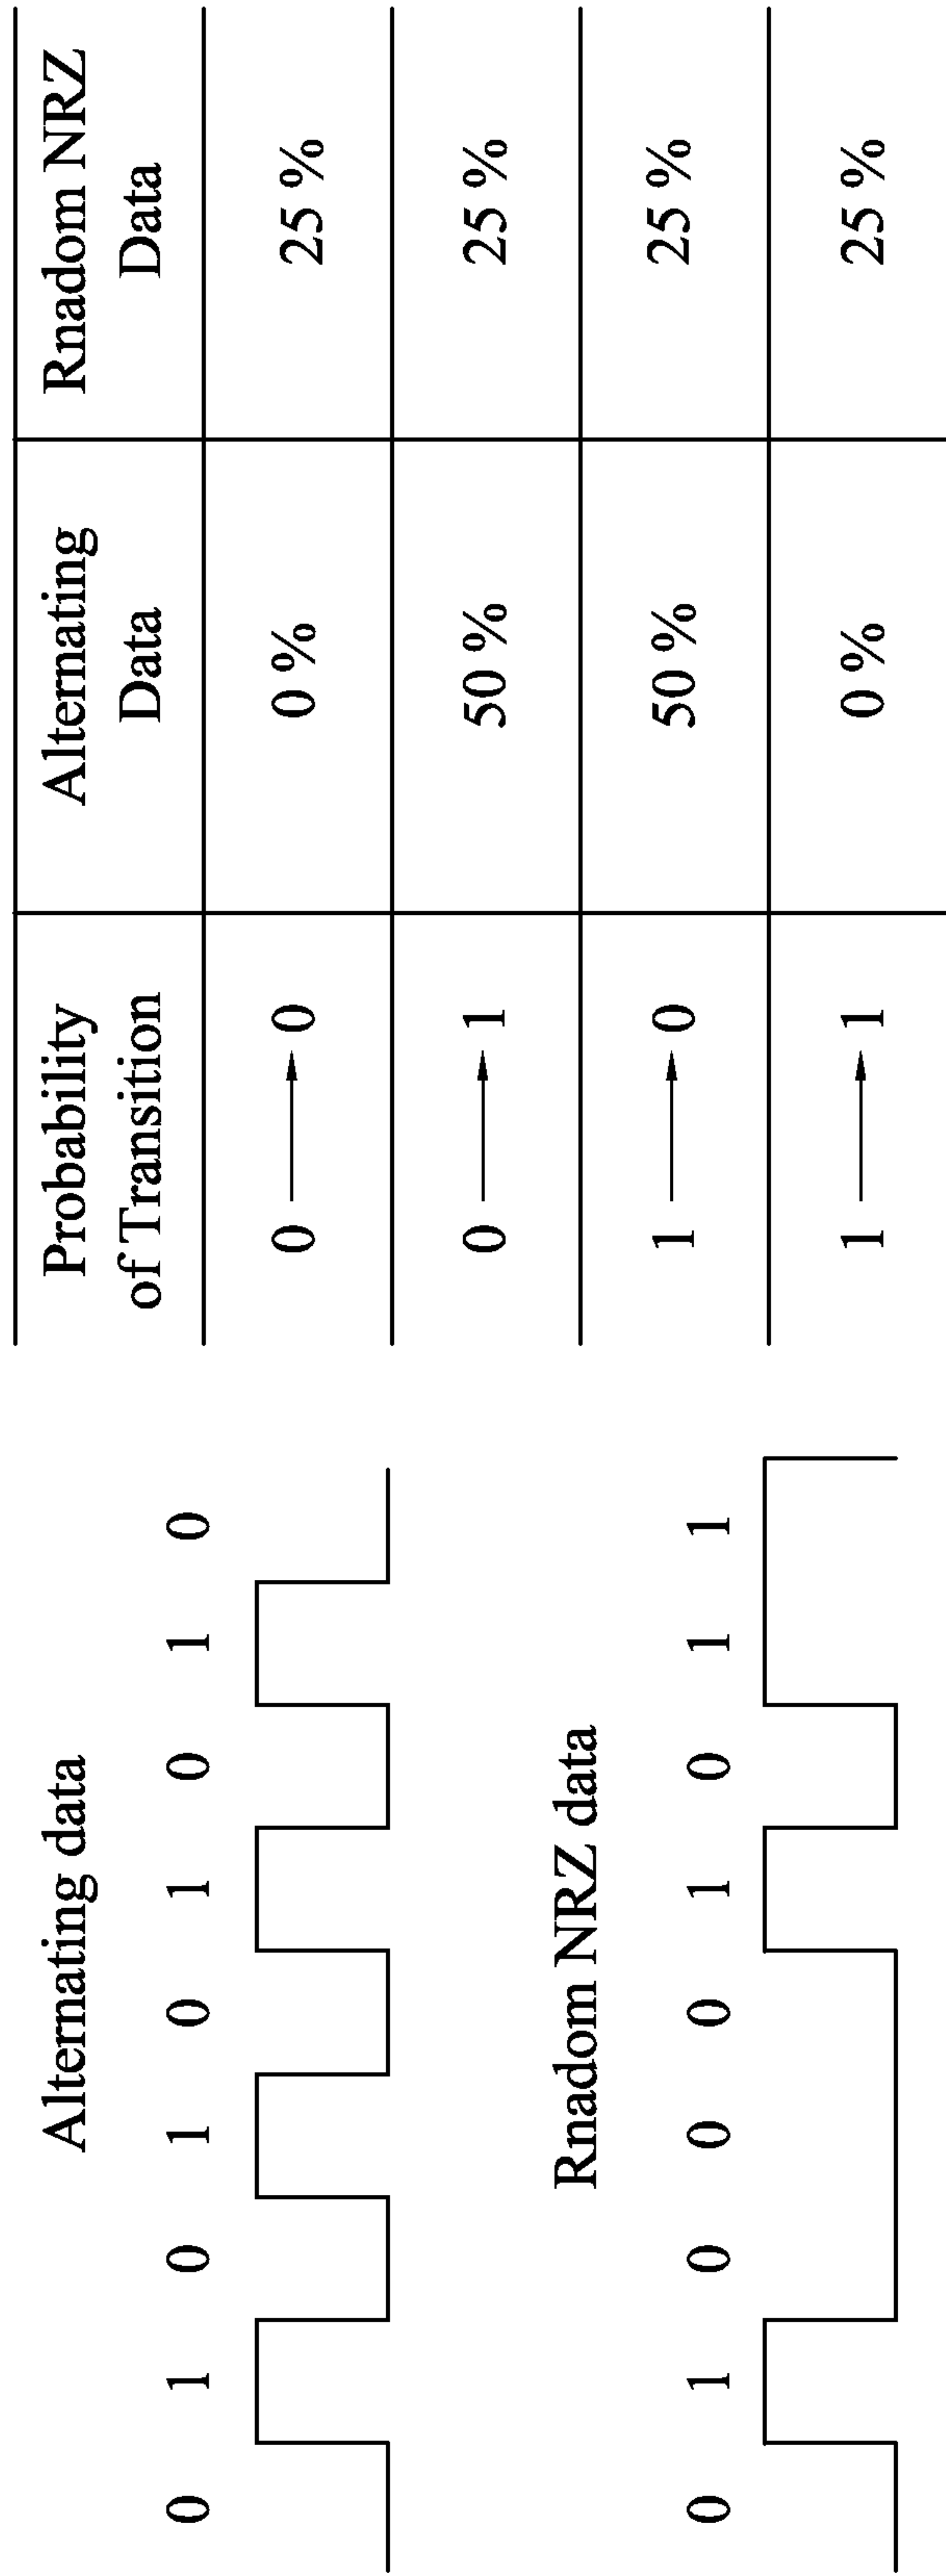 Alternating data
0 1 0 1 0 1 0 1 0
Rnadom NRZ data
0 1 0 0 0 1 0 1 1
Probability of Transition Alternating Data Rnadom NRZ Data
0 → 0 0 % 25 %
0 → 1 50 % 25 %
1 → 0 50 % 25 %
1 → 1 0 % 25 %